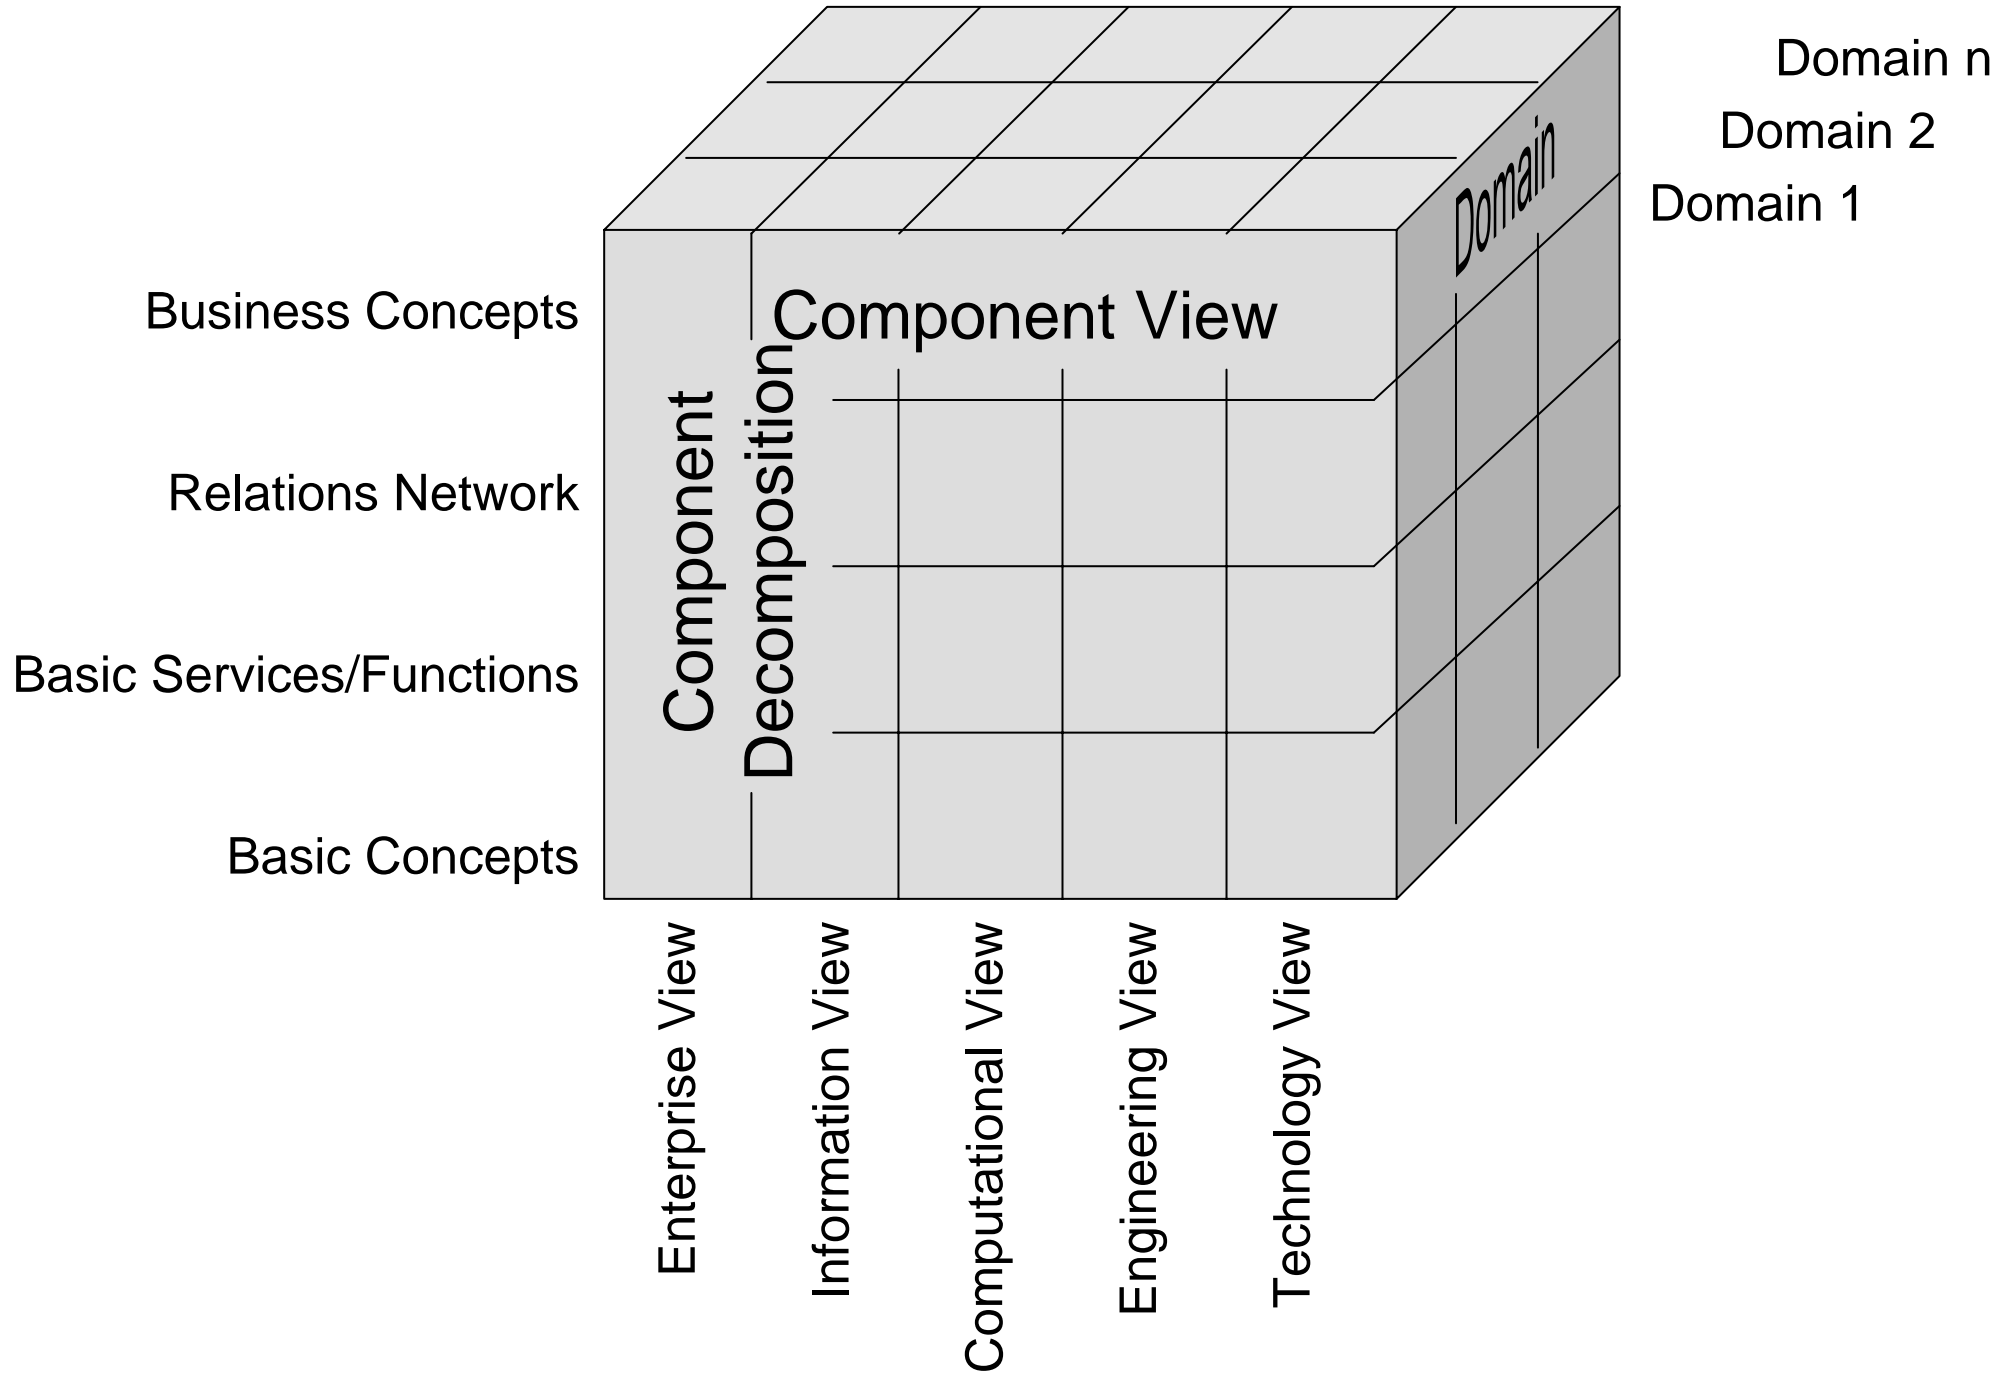 Domain n
Domain 2
Domain 1
Domain
Component View
Component
Decomposition
Business Concepts
Relations Network
Basic Services/Functions
Basic Concepts
Enterprise View
Information View
Computational View
Engineering View
Technology View